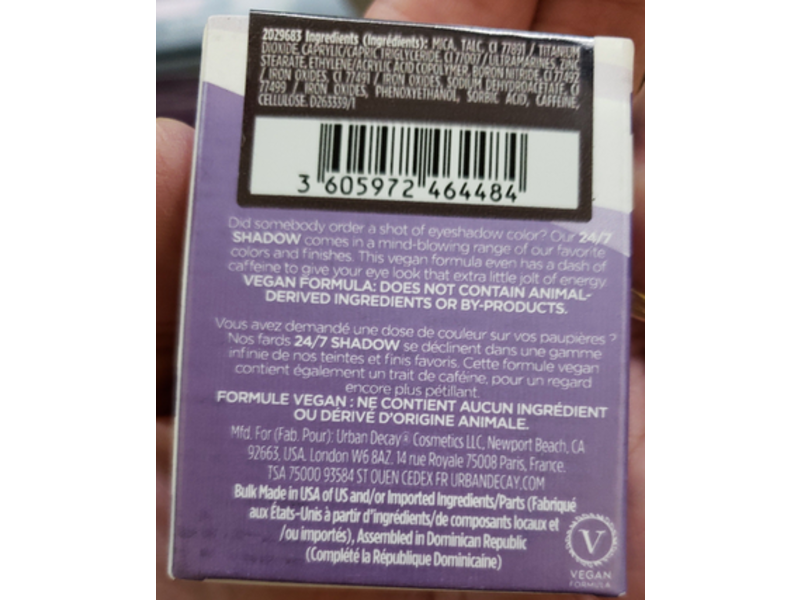 2029683 Ingredients (Ingrédients): MICA, TALC, CI 77891 / TITANIUM
DIOXIDE, CAPRYLIC/CAPRIC TRIGLYCERIDE, CI 77007 / ULTRAMARINES, ZINC
STEARATE, ETHYLENE/ACRYLIC ACID COPOLYMER, BORON NITRIDE, CI 77492
/ IRON OXIDES, CI 77491 / IRON OXIDES, SODIUM DEHYDROACETATE, CI
77499 / IRON OXIDES, PHENOXYETHANOL, SORBIC ACID, CAFFEINE,
CELLULOSE. D263339/1
3 605972 464484
Did somebody order a shot of eyeshadow color? Our 24/7
SHADOW comes in a mind-blowing range of our favorite
colors and finishes. This vegan formula even has a dash of
caffeine to give your eye look that extra little jolt of energy.
VEGAN FORMULA: DOES NOT CONTAIN ANIMAL-
DERIVED INGREDIENTS OR BY-PRODUCTS.
Vous avez demandé une dose de couleur sur vos paupières ?
Nos fards 24/7 SHADOW se déclinent dans une gamme
infinie de nos teintes et finis favoris. Cette formule vegan
contient également un trait de caféine, pour un regard
encore plus pétillant.
FORMULE VEGAN : NE CONTIENT AUCUN INGRÉDIENT
OU DÉRIVÉ D'ORIGINE ANIMALE.
Mfd. For (Fab. Pour): Urban Decay® Cosmetics LLC, Newport Beach, CA
92663, USA. London W6 8AZ. 14 rue Royale 75008 Paris, France.
TSA 75000 93584 ST OUEN CEDEX FR URBANDECAY.COM
Bulk Made in USA of US and/or Imported Ingredients/Parts (Fabriqué
aux États-Unis à partir d'ingrédients/de composants locaux et
/ou importés), Assembled in Dominican Republic
(Complété la République Dominicaine)
V
VEGAN
FORMULA